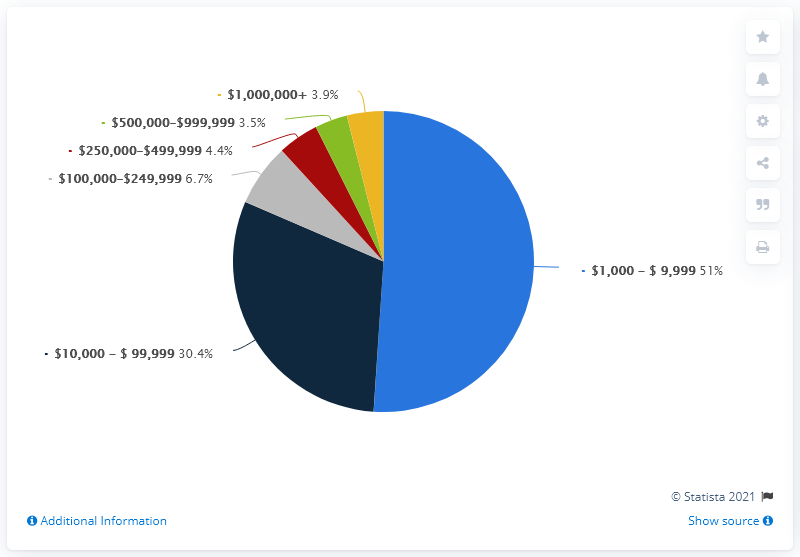 $1,000,000+ 3.9%
$500,000–$999,999 3.5%
$250,000–$499,999 4.4%
$100,000–$249,999 6.7%
$1,000 – $ 9,999 51%
$10,000 – $ 99,999 30.4%
© Statista 2021
Additional Information
Show source